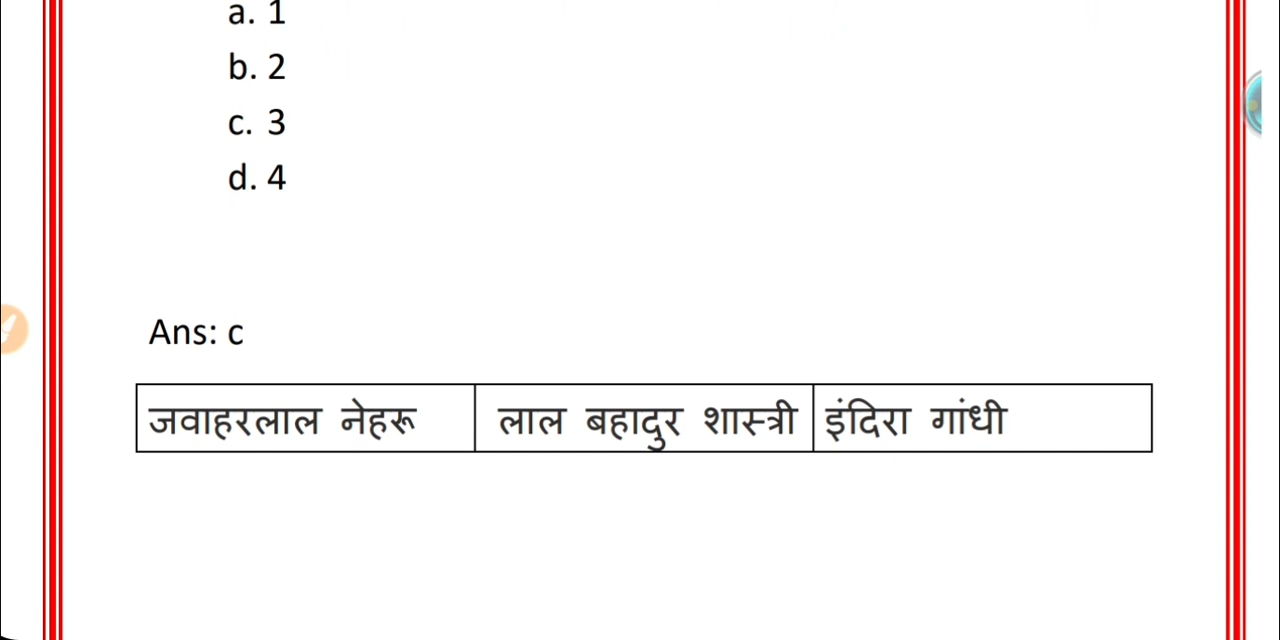 a. 1
b. 2
c. 3
d. 4
Ans: c
जवाहरलाल नेहरू लाल बहादुर शास्त्री इंदिरा गांधी